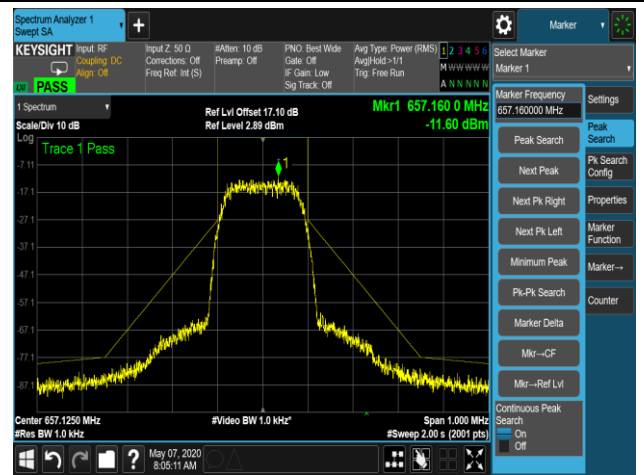 Spectrum Analyzer 1
Swept SA
Marker
KEYSIGHT
Input: RF
Coupling: DC
Align: Off
Input Z: 50 Ω
Corrections: Off
Freq Ref: Int (S)
#Atten: 10 dB
Preamp: Off
PNO: Best Wide
Gate: Off
IF Gain: Low
Sig Track: Off
Avg Type: Power (RMS)
Avg|Hold:>1/1
Trig: Free Run
1 2 3 4 5 6
M W W W W W
A N N N N N
LXI
PASS
Select Marker
Marker 1
1 Spectrum
Scale/Div 10 dB
Log
Ref Lvl Offset 17.10 dB
Ref Level 2.89 dBm
Mkr1 657.160 0 MHz
-11.60 dBm
Trace 1 Pass
1
-7.11
-17.1
-27.1
-37.1
-47.1
-57.1
-67.1
-77.1
-87.1
Center 657.1250 MHz
#Res BW 1.0 kHz
#Video BW 1.0 kHz*
Span 1.000 MHz
#Sweep 2.00 s (2001 pts)
Marker Frequency
657.160000 MHz
Peak Search
Next Peak
Next Pk Right
Next Pk Left
Minimum Peak
Pk-Pk Search
Marker Delta
Mkr→CF
Mkr→Ref Lvl
Continuous Peak
Search
On
Off
Settings
Peak
Search
Pk Search
Config
Properties
Marker
Function
Marker→
Counter
?
May 07, 2020
8:05:11 AM